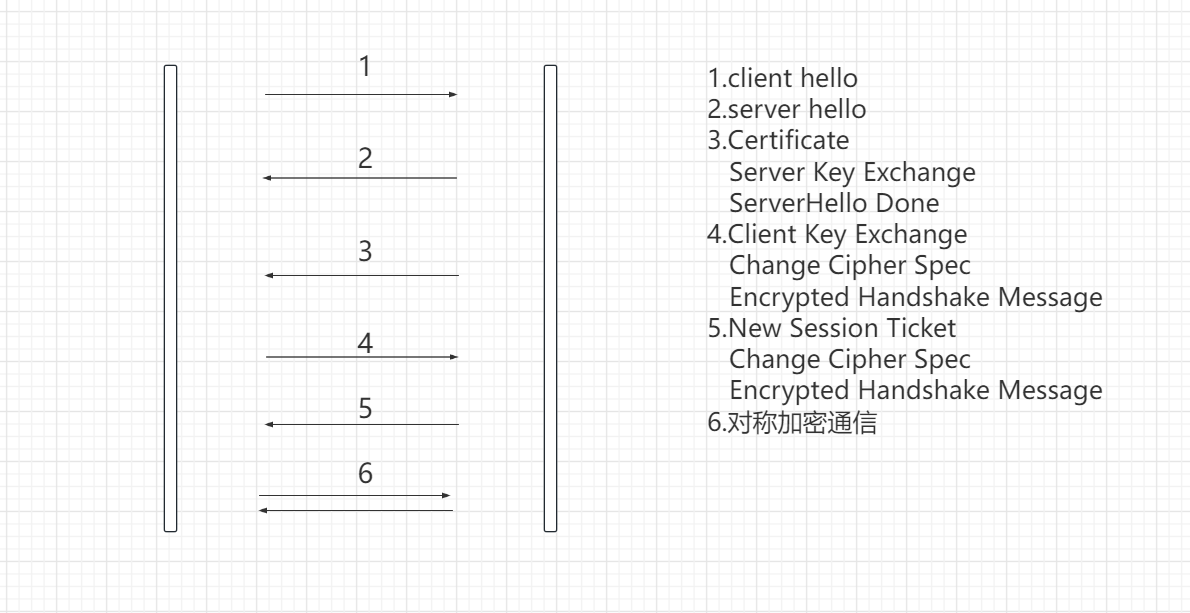 1
2
3
4
5
6
1.client hello
2.server hello
3.Certificate
Server Key Exchange
ServerHello Done
4.Client Key Exchange
Change Cipher Spec
Encrypted Handshake Message
5.New Session Ticket
Change Cipher Spec
Encrypted Handshake Message
6.对称加密通信